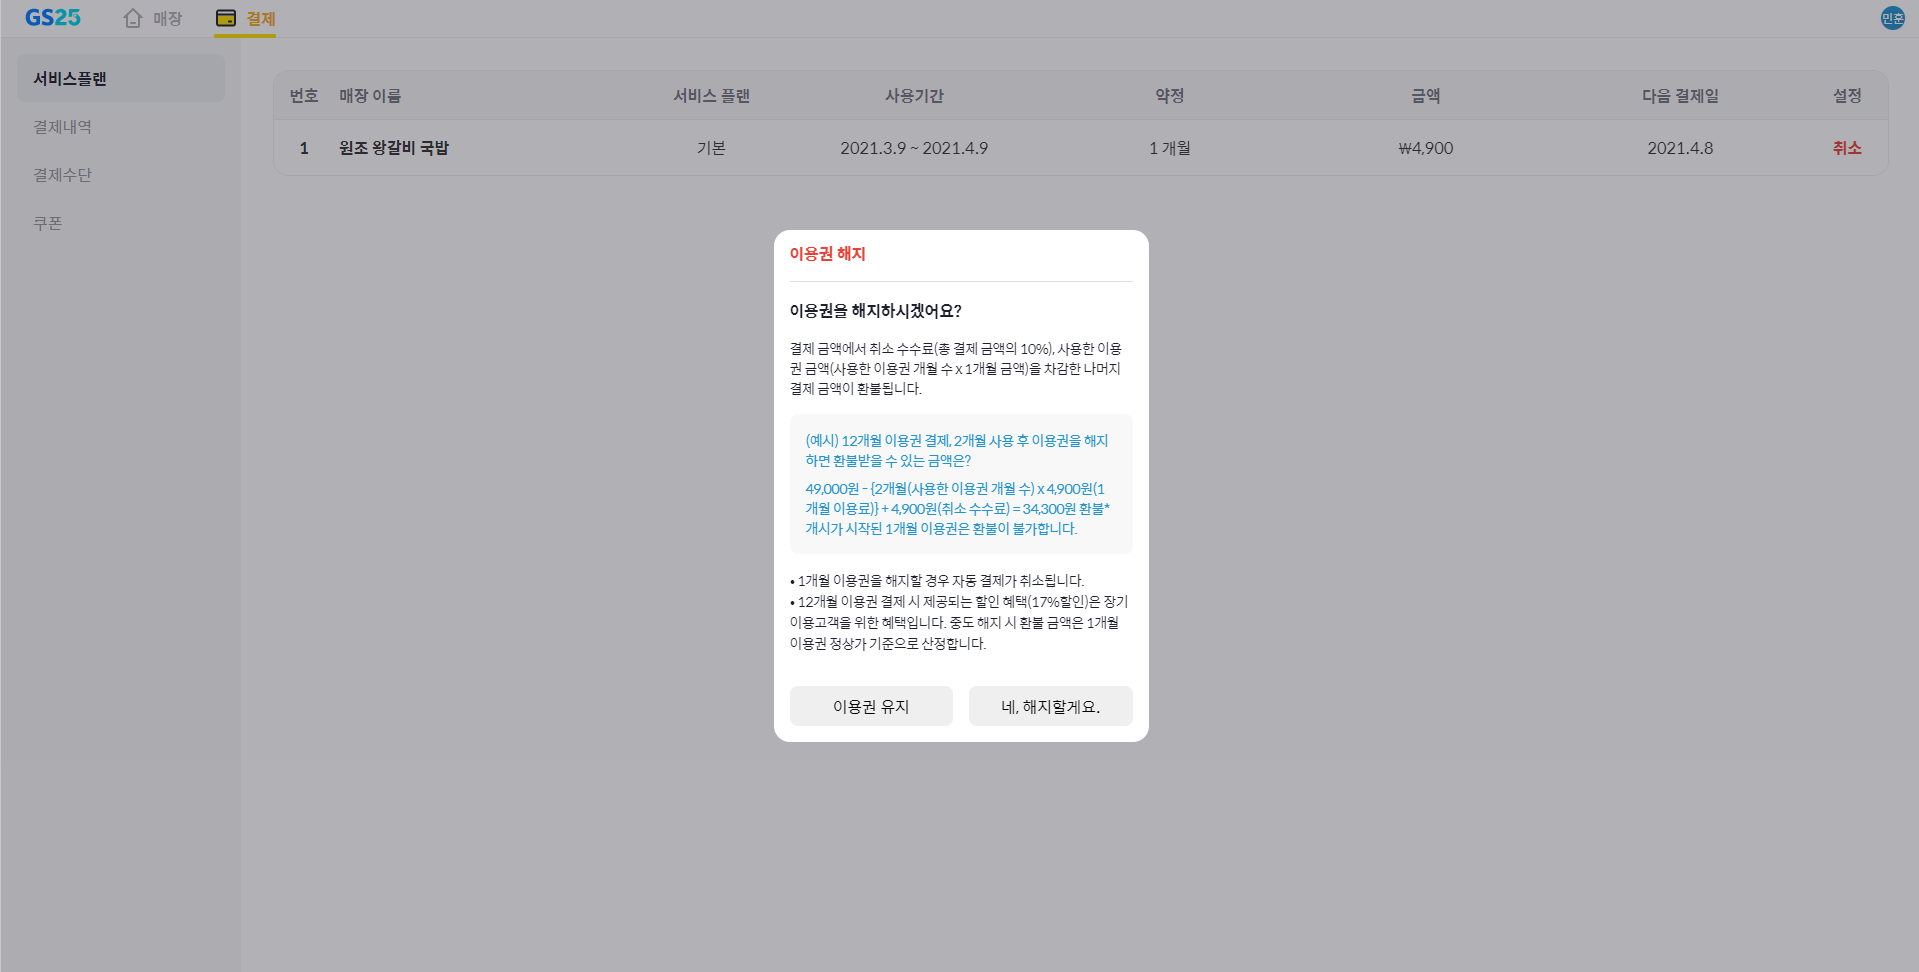 GS25
매장
결제
민훈
서비스플랜
결제내역
결제수단
쿠폰
번호 매장 이름 서비스 플랜 사용기간 약정 금액 다음 결제일 설정
1 원조 왕갈비 국밥 기본 2021.3.9 ~ 2021.4.9 1 개월 ₩4,900 2021.4.8 취소
이용권 해지
이용권을 해지하시겠어요?
결제 금액에서 취소 수수료(총 결제 금액의 10%), 사용한 이용
권 금액(사용한 이용권 개월 수 x 1개월 금액)을 차감한 나머지
결제 금액이 환불됩니다.
(예시) 12개월 이용권 결제, 2개월 사용 후 이용권을 해지
하면 환불받을 수 있는 금액은?
49,000원 - {2개월(사용한 이용권 개월 수) x 4,900원(1
개월 이용료)} + 4,900원(취소 수수료) = 34,300원 환불*
개시가 시작된 1개월 이용권은 환불이 불가합니다.
• 1개월 이용권을 해지할 경우 자동 결제가 취소됩니다.
• 12개월 이용권 결제 시 제공되는 할인 혜택(17%할인)은 장기
이용고객을 위한 혜택입니다. 중도 해지 시 환불 금액은 1개월
이용권 정상가 기준으로 산정합니다.
이용권 유지
네, 해지할게요.